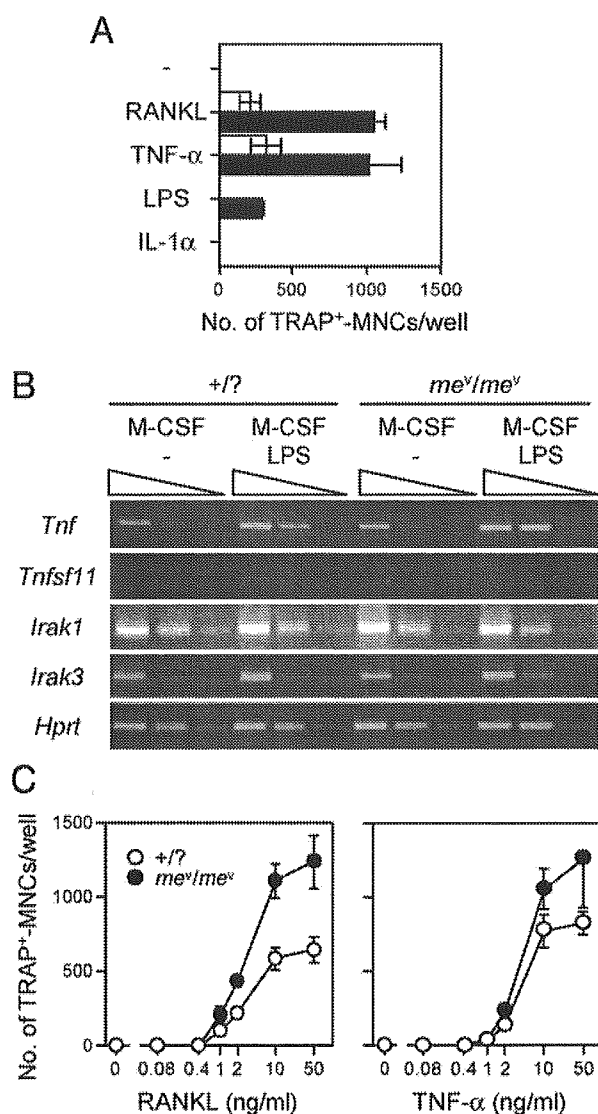 A
-
RANKL
TNF-α
LPS
IL-1α
0 500 1000 1500
No. of TRAP⁺-MNCs/well
B
+/? meᵛ/meᵛ
M-CSF M-CSF M-CSF M-CSF
- LPS - LPS
Tnf
Tnfsf11
Irak1
Irak3
Hprt
C
No. of TRAP⁺-MNCs/well
1500
1000
500
0
+/?
meᵛ/meᵛ
0 0.08 0.4 1 2 10 50
RANKL (ng/ml)
0 0.08 0.4 1 2 10 50
TNF-α (ng/ml)